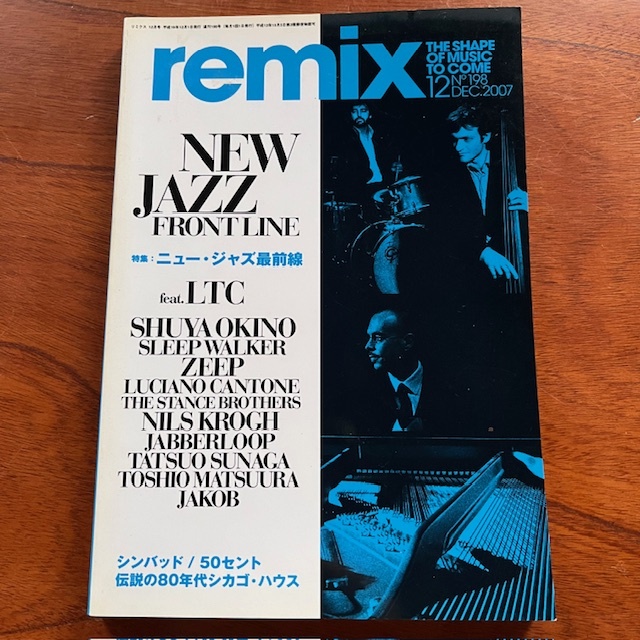 remix
THE SHAPE
OF MUSIC
TO COME
12 Nº198
DEC.2007
NEW
JAZZ
FRONT LINE
特集：ニュー・ジャズ最前線
feat. LTC
SHUYA OKINO
SLEEP WALKER
ZEEP
LUCIANO CANTONE
THE STANCE BROTHERS
NILS KROGH
JABBERLOOP
TATSUO SUNAGA
TOSHIO MATSUURA
JAKOB
シンバッド / 50セント
伝説の80年代シカゴ・ハウス